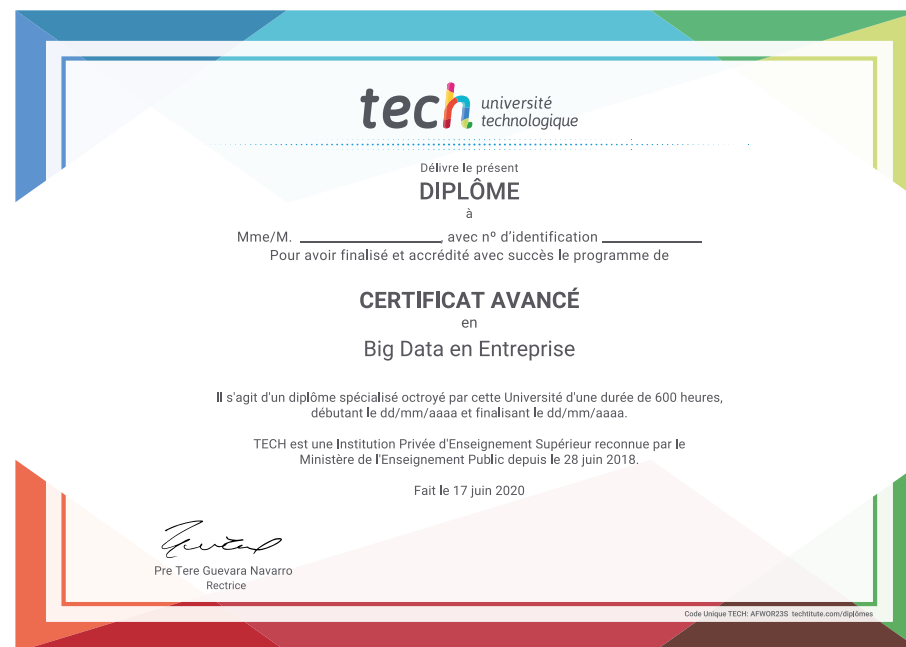 tech université
technologique
Délivre le présent
DIPLÔME
à
Mme/M. ____________, avec nº d'identification ____________
Pour avoir finalisé et accrédité avec succès le programme de
CERTIFICAT AVANCÉ
en
Big Data en Entreprise
Il s'agit d'un diplôme spécialisé octroyé par cette Université d'une durée de 600 heures,
débutant le dd/mm/aaaa et finalisant le dd/mm/aaaa.
TECH est une Institution Privée d'Enseignement Supérieur reconnue par le
Ministère de l'Enseignement Public depuis le 28 juin 2018.
Fait le 17 juin 2020
Pre Tere Guevara Navarro
Rectrice
Code Unique TECH: AFWOR23S techtitute.com/diplômes